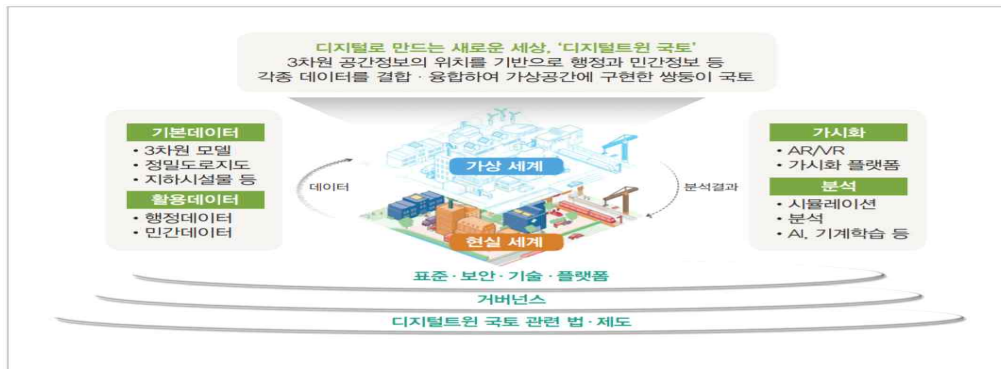 디지털로 만드는 새로운 세상, '디지털트윈 국토'
3차원 공간정보의 위치를 기반으로 행정과 민간정보 등
각종 데이터를 결합 · 융합하여 가상공간에 구현한 쌍둥이 국토
기본데이터
• 3차원 모델
• 정밀도로지도
• 지하시설물 등
활용데이터
• 행정데이터
• 민간데이터
데이터
가상 세계
현실 세계
분석결과
가시화
• AR/VR
• 가시화 플랫폼
분석
• 시뮬레이션
• 분석
• AI, 기계학습 등
표준 · 보안 · 기술 · 플랫폼
거버넌스
디지털트윈 국토 관련 법 · 제도